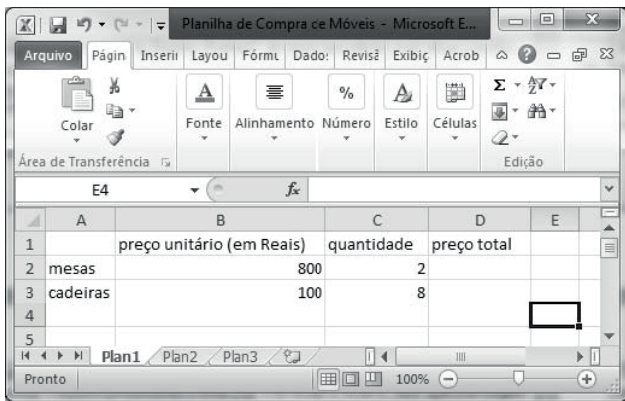 Planilha de Compra de Móveis - Microsoft E...
Arquivo Págin Inserii Layou Fórmu Dado: Revisã Exibiç Acrob
Colar
Fonte Alinhamento Número Estilo Células
Área de Transferência Edição
E4 fx
A B C D E
1 preço unitário (em Reais) quantidade preço total
2 mesas 800 2
3 cadeiras 100 8
4
5
Plan1 Plan2 Plan3
Pronto 100%